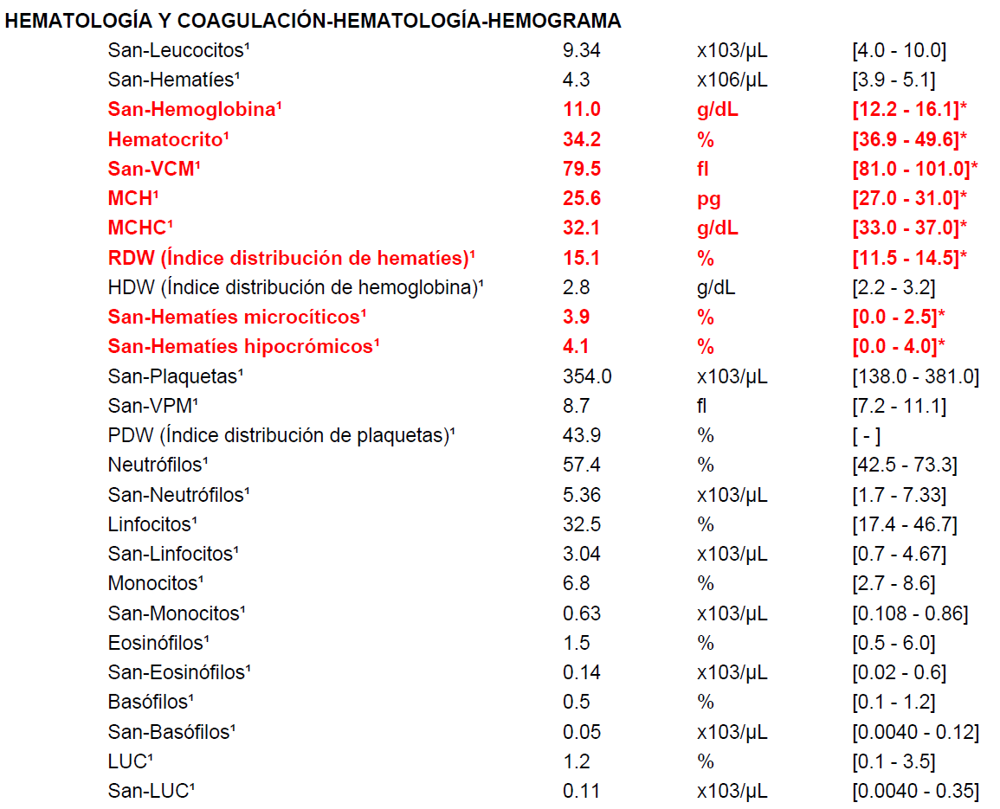 HEMATOLOGÍA Y COAGULACIÓN-HEMATOLOGÍA-HEMOGRAMA
San-Leucocitos¹ 9.34 x103/µL [4.0 - 10.0]
San-Hematíes¹ 4.3 x106/µL [3.9 - 5.1]
San-Hemoglobina¹ 11.0 g/dL [12.2 - 16.1]*
Hematocrito¹ 34.2 % [36.9 - 49.6]*
San-VCM¹ 79.5 fl [81.0 - 101.0]*
MCH¹ 25.6 pg [27.0 - 31.0]*
MCHC¹ 32.1 g/dL [33.0 - 37.0]*
RDW (Índice distribución de hematíes)¹ 15.1 % [11.5 - 14.5]*
HDW (Índice distribución de hemoglobina)¹ 2.8 g/dL [2.2 - 3.2]
San-Hematíes microcíticos¹ 3.9 % [0.0 - 2.5]*
San-Hematíes hipocrómicos¹ 4.1 % [0.0 - 4.0]*
San-Plaquetas¹ 354.0 x103/µL [138.0 - 381.0]
San-VPM¹ 8.7 fl [7.2 - 11.1]
PDW (Índice distribución de plaquetas)¹ 43.9 % [ - ]
Neutrófilos¹ 57.4 % [42.5 - 73.3]
San-Neutrófilos¹ 5.36 x103/µL [1.7 - 7.33]
Linfocitos¹ 32.5 % [17.4 - 46.7]
San-Linfocitos¹ 3.04 x103/µL [0.7 - 4.67]
Monocitos¹ 6.8 % [2.7 - 8.6]
San-Monocitos¹ 0.63 x103/µL [0.108 - 0.86]
Eosinófilos¹ 1.5 % [0.5 - 6.0]
San-Eosinófilos¹ 0.14 x103/µL [0.02 - 0.6]
Basófilos¹ 0.5 % [0.1 - 1.2]
San-Basófilos¹ 0.05 x103/µL [0.0040 - 0.12]
LUC¹ 1.2 % [0.1 - 3.5]
San-LUC¹ 0.11 x103/µL [0.0040 - 0.35]